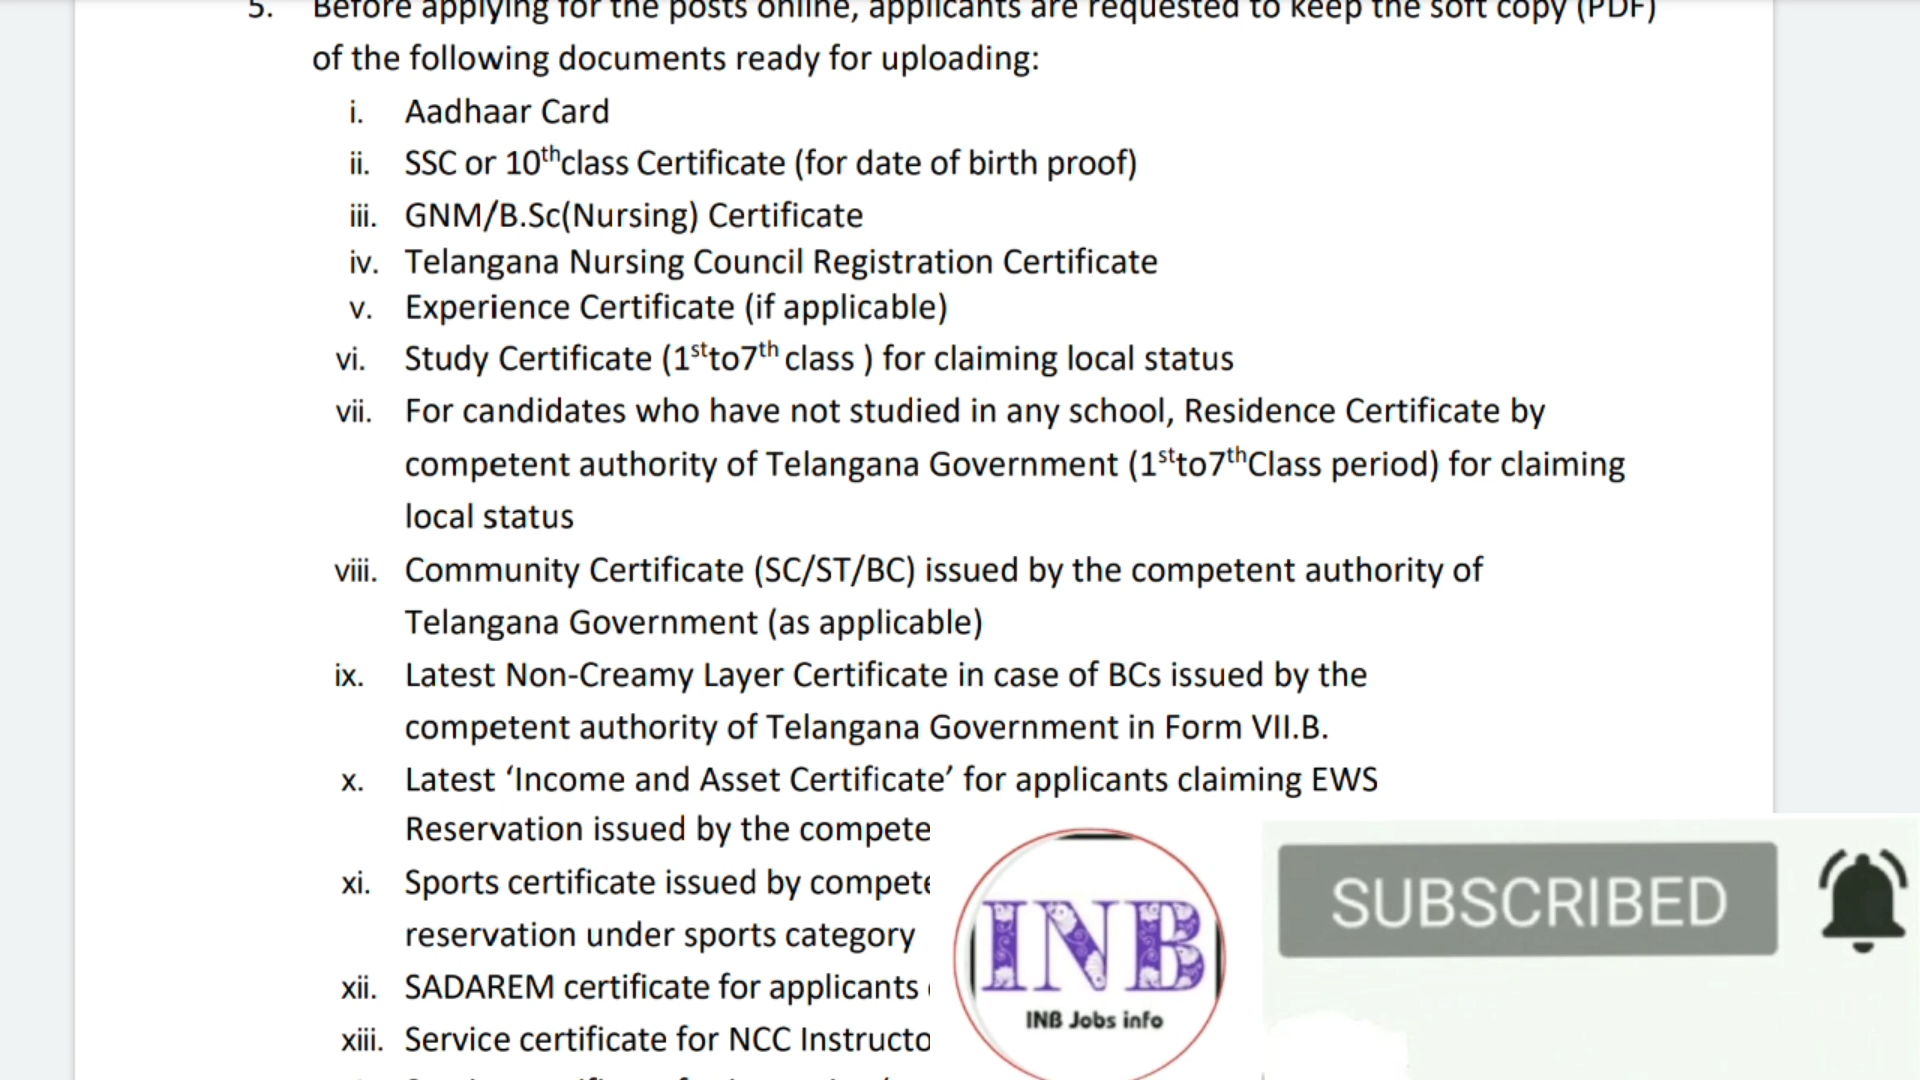 5. Before applying for the posts online, applicants are requested to keep the soft copy (PDF)
of the following documents ready for uploading:
i. Aadhaar Card
ii. SSC or 10thclass Certificate (for date of birth proof)
iii. GNM/B.Sc(Nursing) Certificate
iv. Telangana Nursing Council Registration Certificate
v. Experience Certificate (if applicable)
vi. Study Certificate (1stto7th class ) for claiming local status
vii. For candidates who have not studied in any school, Residence Certificate by
competent authority of Telangana Government (1stto7thClass period) for claiming
local status
viii. Community Certificate (SC/ST/BC) issued by the competent authority of
Telangana Government (as applicable)
ix. Latest Non-Creamy Layer Certificate in case of BCs issued by the
competent authority of Telangana Government in Form VII.B.
x. Latest ‘Income and Asset Certificate’ for applicants claiming EWS
Reservation issued by the compete
xi. Sports certificate issued by compete
reservation under sports category
xii. SADAREM certificate for applicants
xiii. Service certificate for NCC Instructo
INB
INB Jobs info
SUBSCRIBED